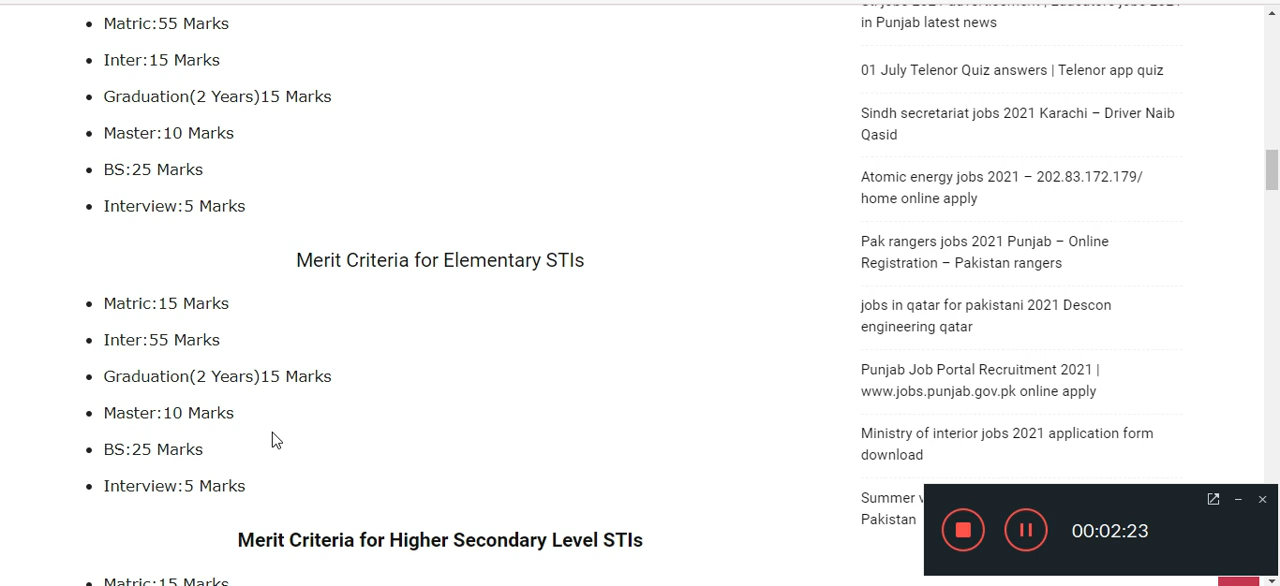 Matric:55 Marks
Inter:15 Marks
Graduation(2 Years)15 Marks
Master:10 Marks
BS:25 Marks
Interview:5 Marks
Merit Criteria for Elementary STIs
Matric:15 Marks
Inter:55 Marks
Graduation(2 Years)15 Marks
Master:10 Marks
BS:25 Marks
Interview:5 Marks
Merit Criteria for Higher Secondary Level STIs
Matric:15 Marks
in Punjab latest news
01 July Telenor Quiz answers | Telenor app quiz
Sindh secretariat jobs 2021 Karachi – Driver Naib
Qasid
Atomic energy jobs 2021 – 202.83.172.179/
home online apply
Pak rangers jobs 2021 Punjab – Online
Registration – Pakistan rangers
jobs in qatar for pakistani 2021 Descon
engineering qatar
Punjab Job Portal Recruitment 2021 |
www.jobs.punjab.gov.pk online apply
Ministry of interior jobs 2021 application form
download
Summer
Pakistan
00:02:23